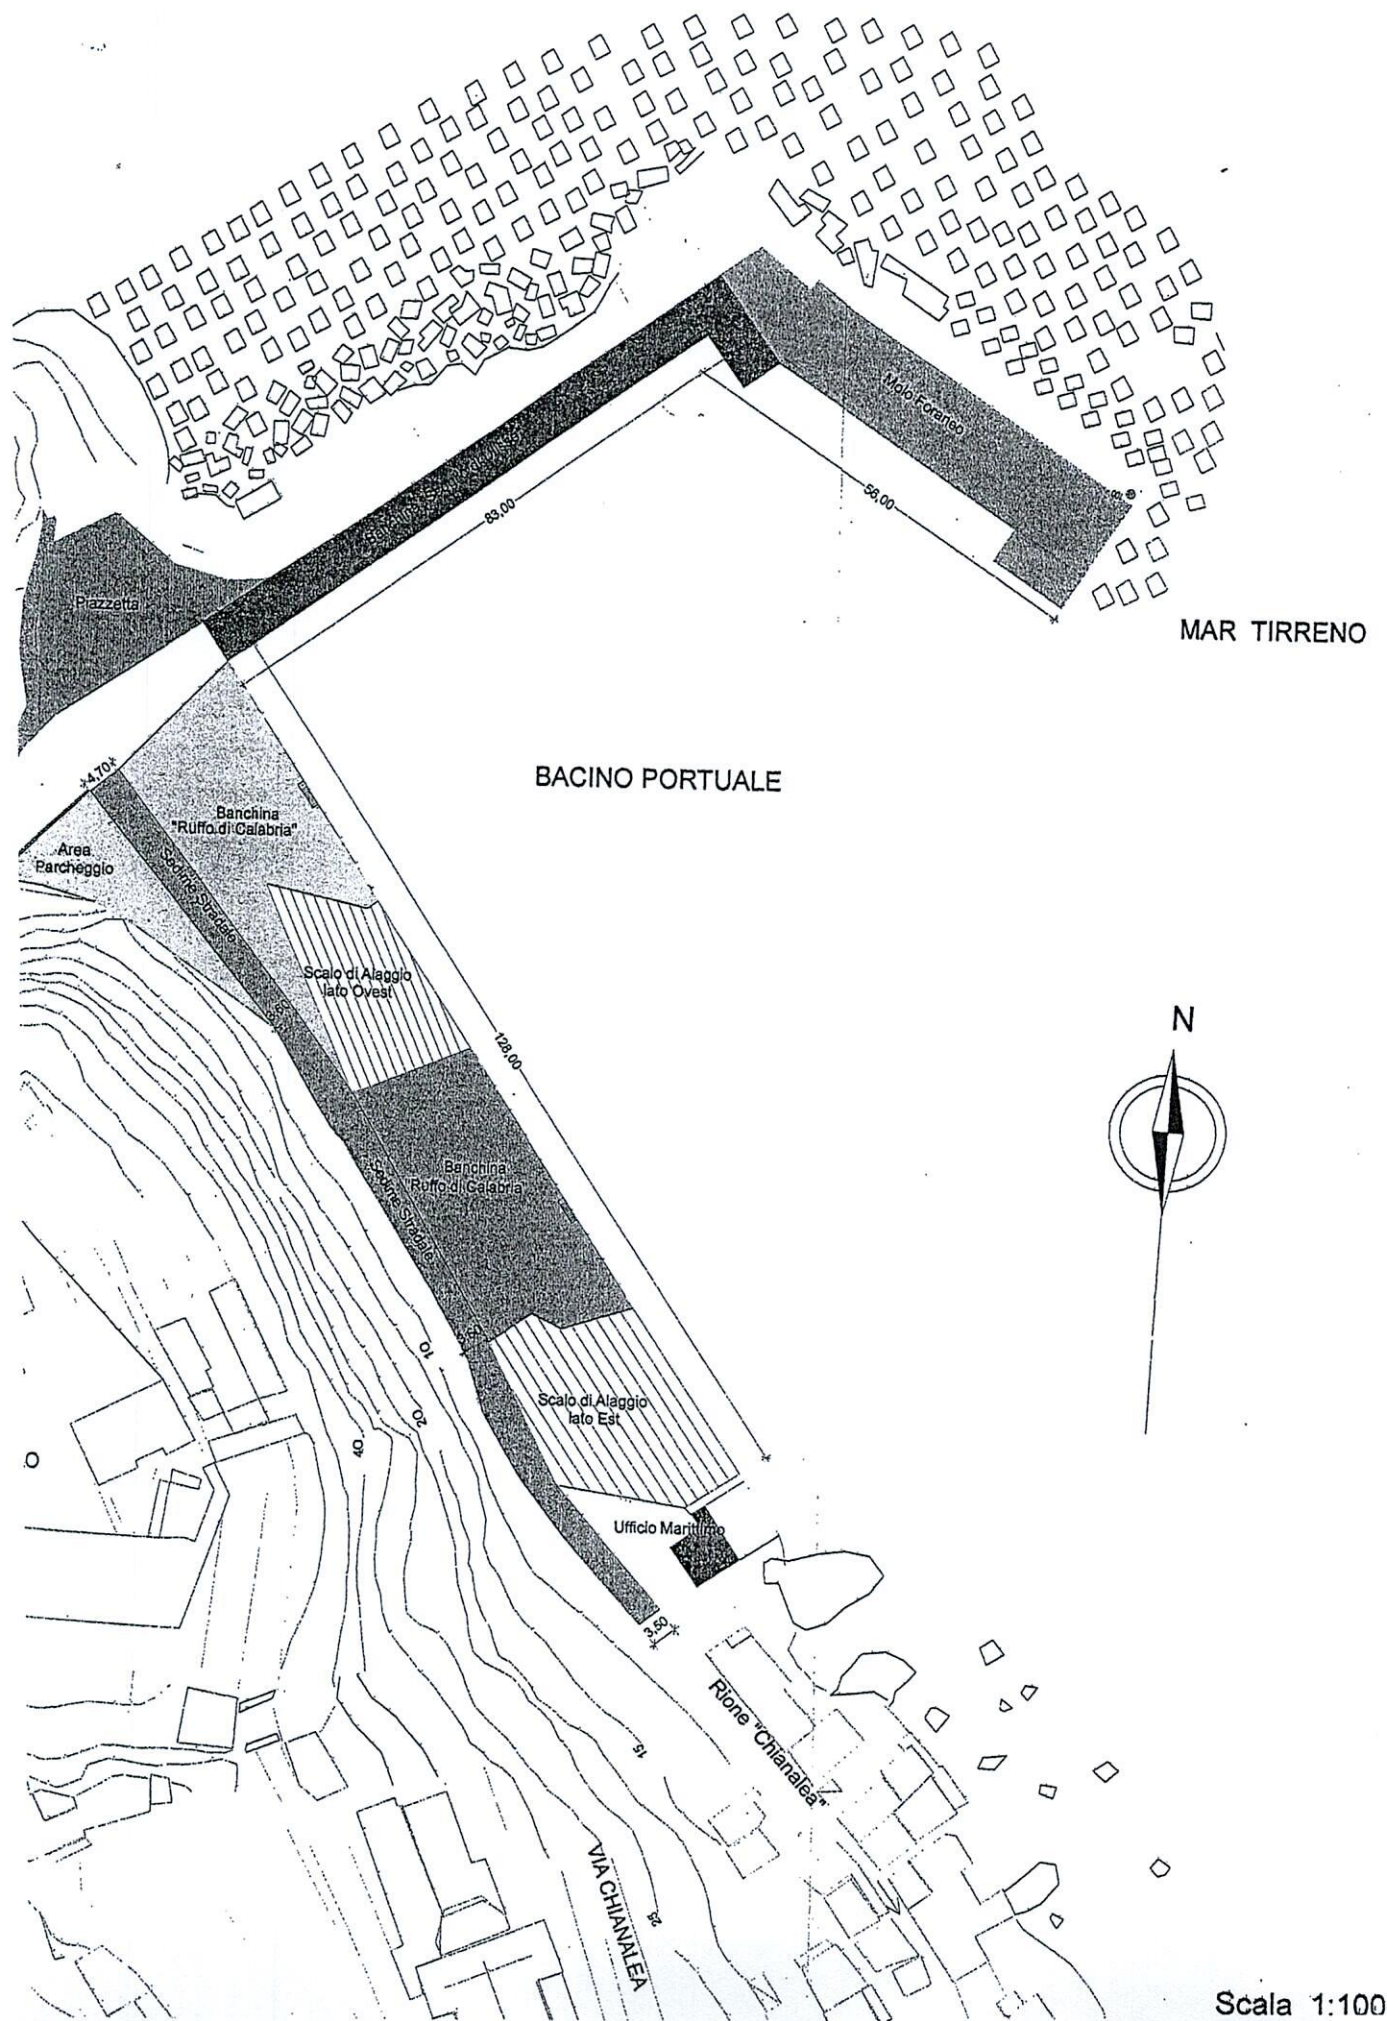 Molo Foraneo
83,00
56,00
Piazzetta
MAR TIRRENO
BACINO PORTUALE
4,70
Banchina
"Ruffo di Calabria"
Area
Parcheggio
Sedime Stradale
Scalo di Alaggio
lato Ovest
128,00
N
Banchina
Ruffo di Calabria
Sedime Stradale
10
20
40
Scalo di Alaggio
lato Est
O
Ufficio Marittimo
3,50
Rione "Chianalea"
15
VIA CHIANALEA
25
Scala 1:100